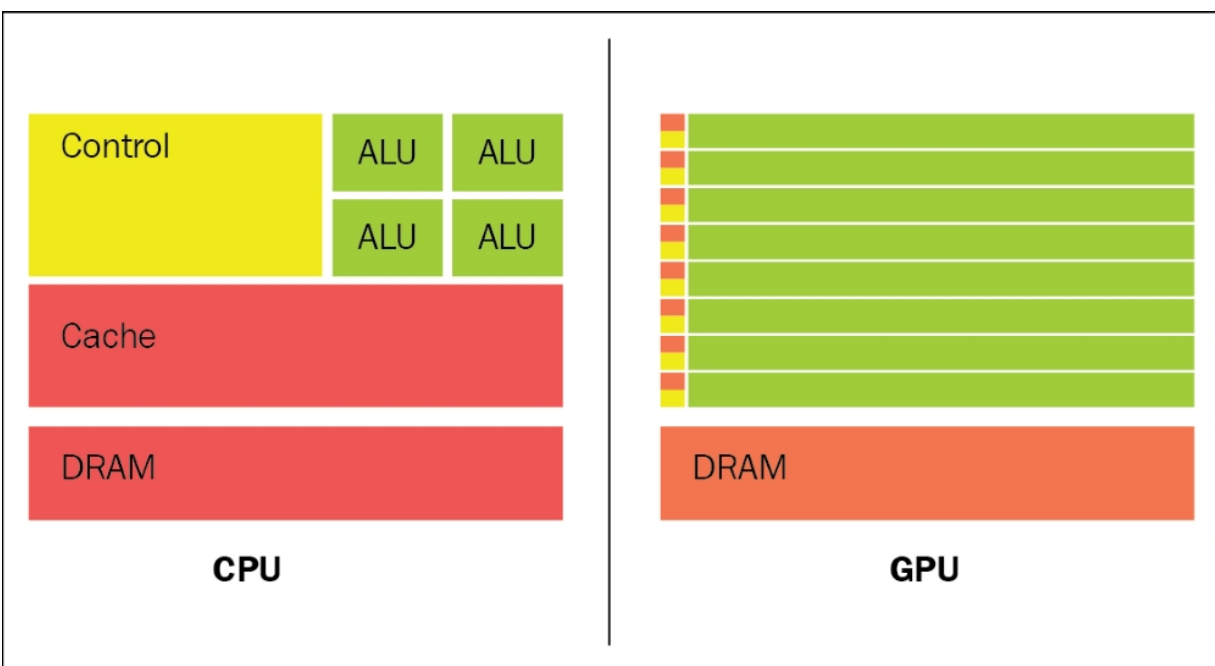 Control
ALU ALU
ALU ALU
Cache
DRAM
CPU
DRAM
GPU